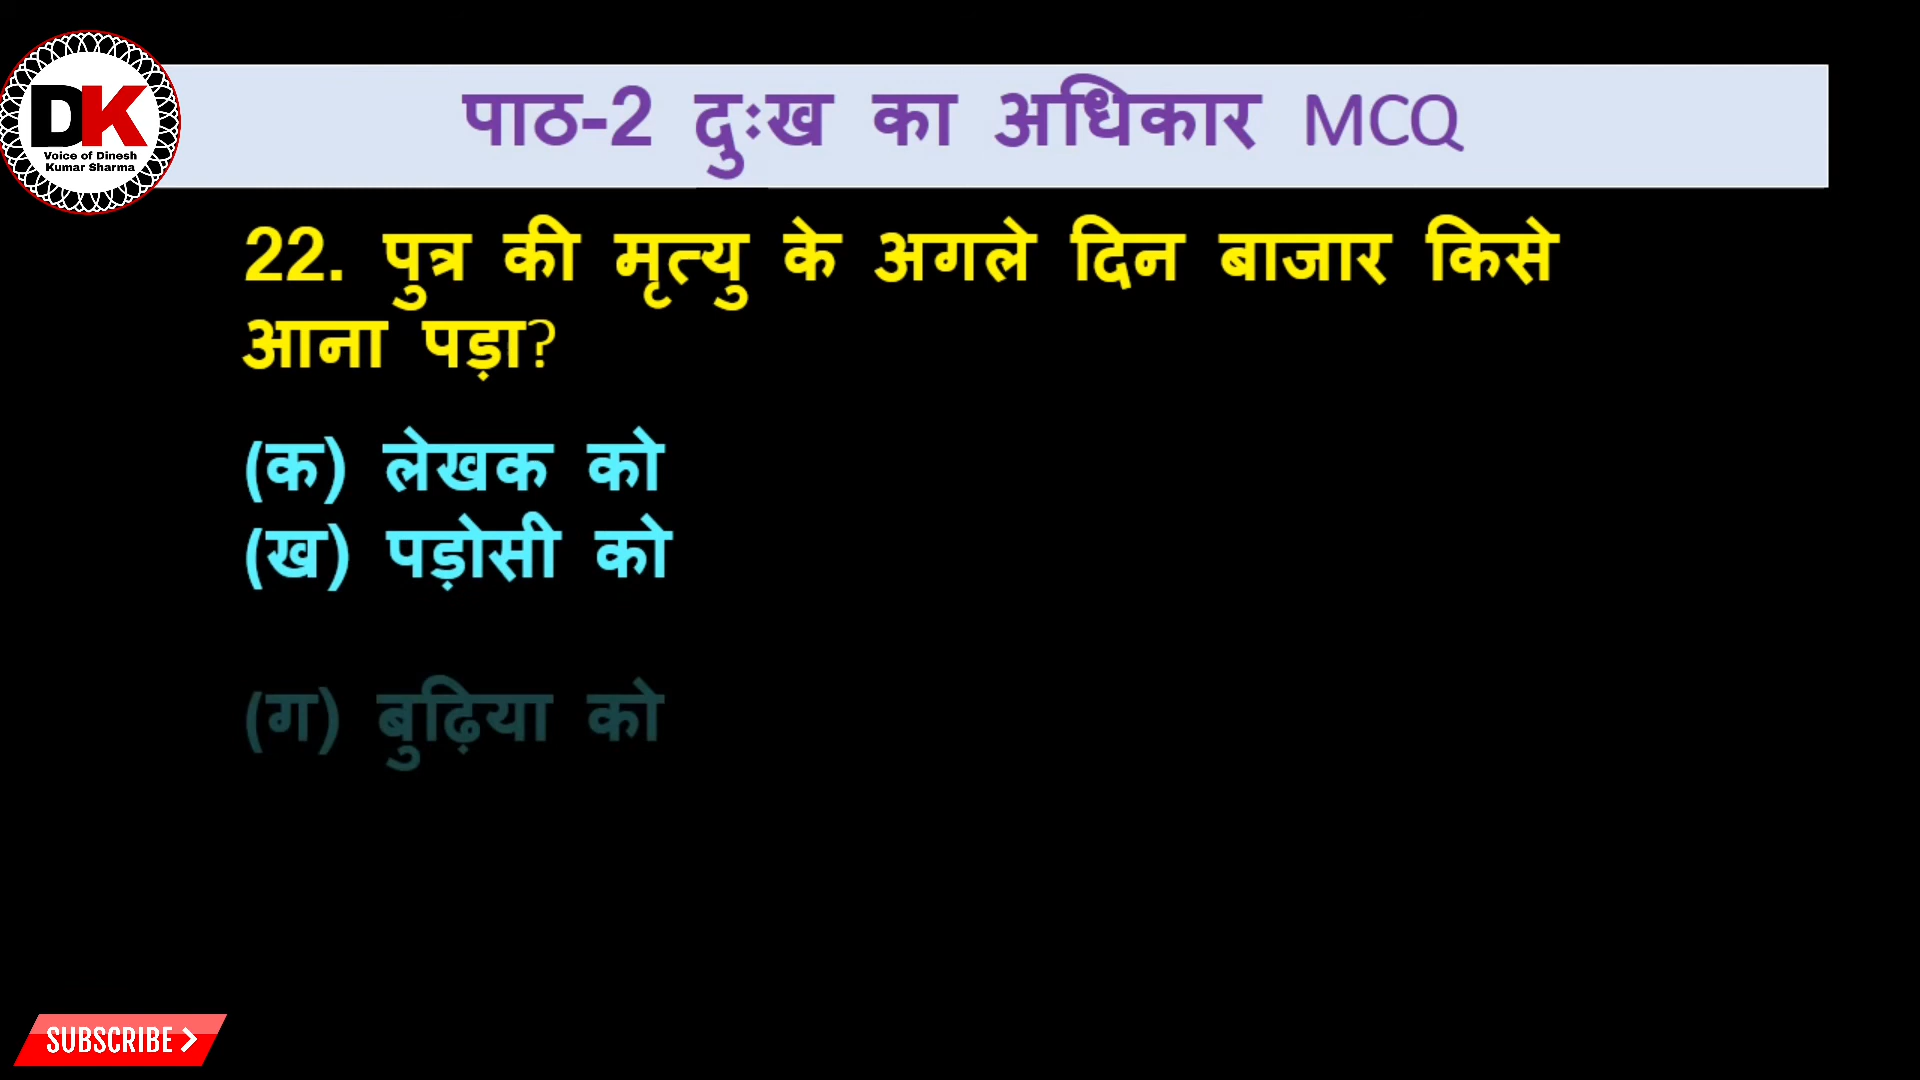 DK
Voice of Dinesh
Kumar Sharma
पाठ-2 दुःख का अधिकार MCQ
22. पुत्र की मृत्यु के अगले दिन बाजार किसे
आना पड़ा?
(क) लेखक को
(ख) पड़ोसी को
(ग) बुढ़िया को
SUBSCRIBE >